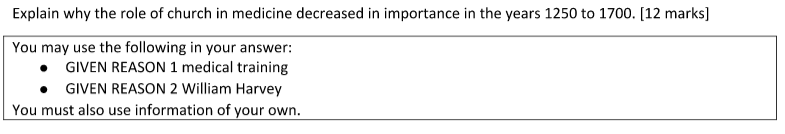 Explain why the role of church in medicine decreased in importance in the years 1250 to 1700. [12 marks]
You may use the following in your answer:
● GIVEN REASON 1 medical training
● GIVEN REASON 2 William Harvey
You must also use information of your own.